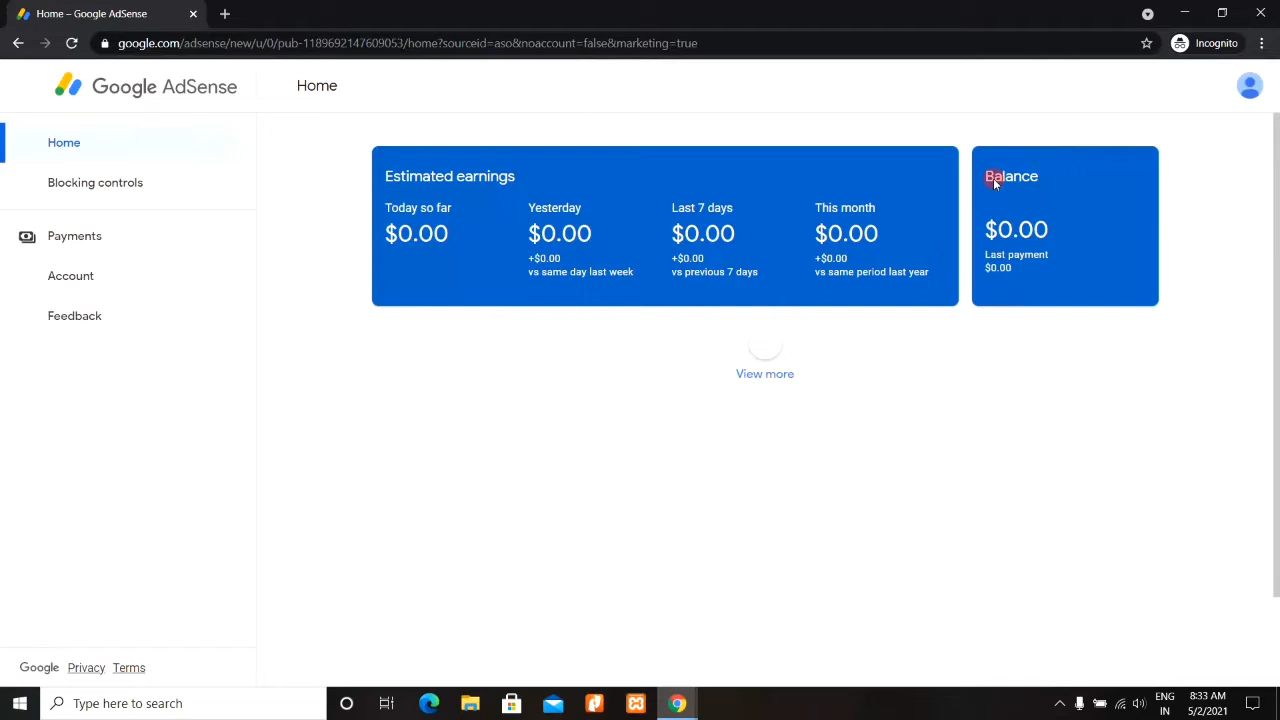 Home – Google AdSense
google.com/adsense/new/u/0/pub-1189692147609053/home?sourceid=aso&noaccount=false&marketing=true
Incognito
Google AdSense
Home
Home
Blocking controls
Payments
Account
Feedback
Estimated earnings
Today so far
Yesterday
Last 7 days
This month
$0.00
$0.00
$0.00
$0.00
+$0.00
+$0.00
+$0.00
vs same day last week
vs previous 7 days
vs same period last year
Balance
$0.00
Last payment
$0.00
View more
Google Privacy Terms
Type here to search
ENG
IN
8:33 AM
5/2/2021